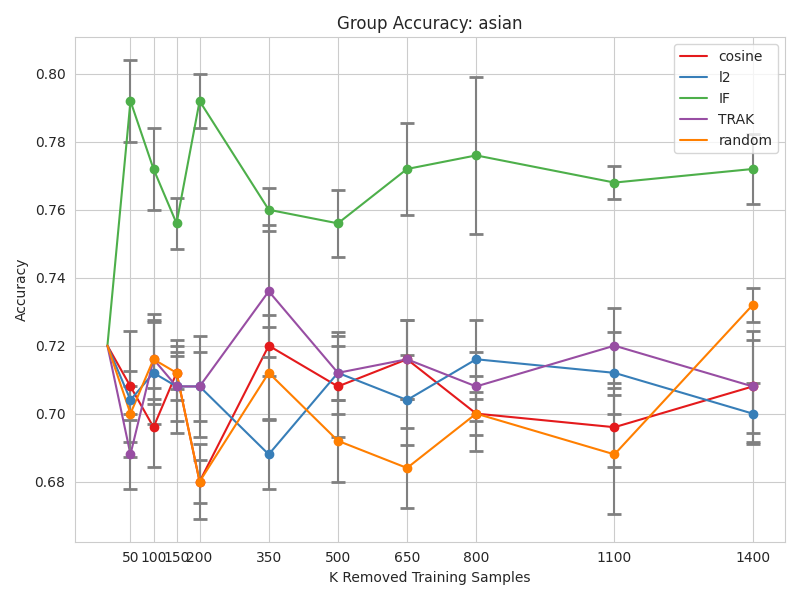 Group Accuracy: asian
cosine
l2
IF
TRAK
random
0.80
0.78
0.76
0.74
0.72
0.70
0.68
Accuracy
50 100 150 200 350 500 650 800 1100 1400
K Removed Training Samples